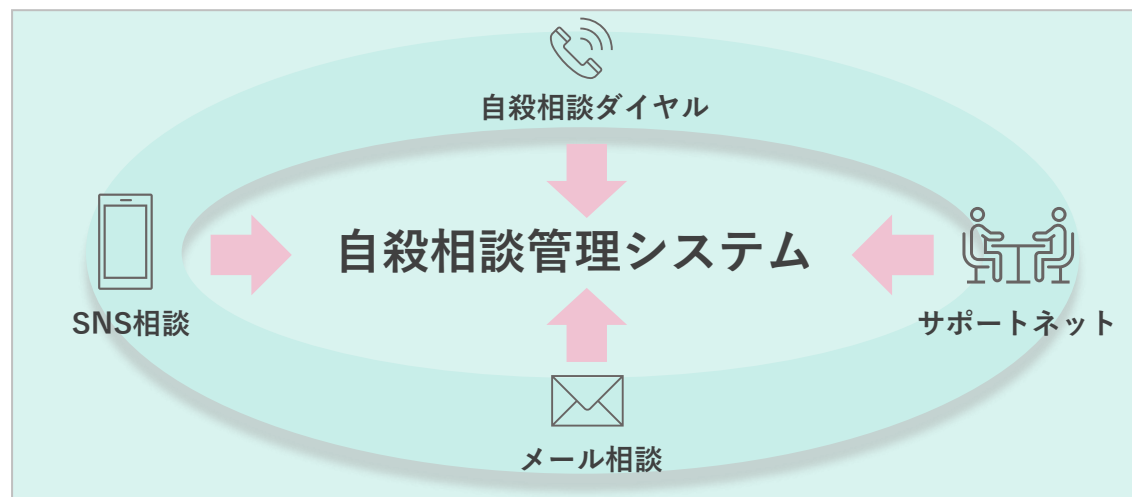 自殺相談ダイヤル
自殺相談管理システム
SNS相談
サポートネット
メール相談